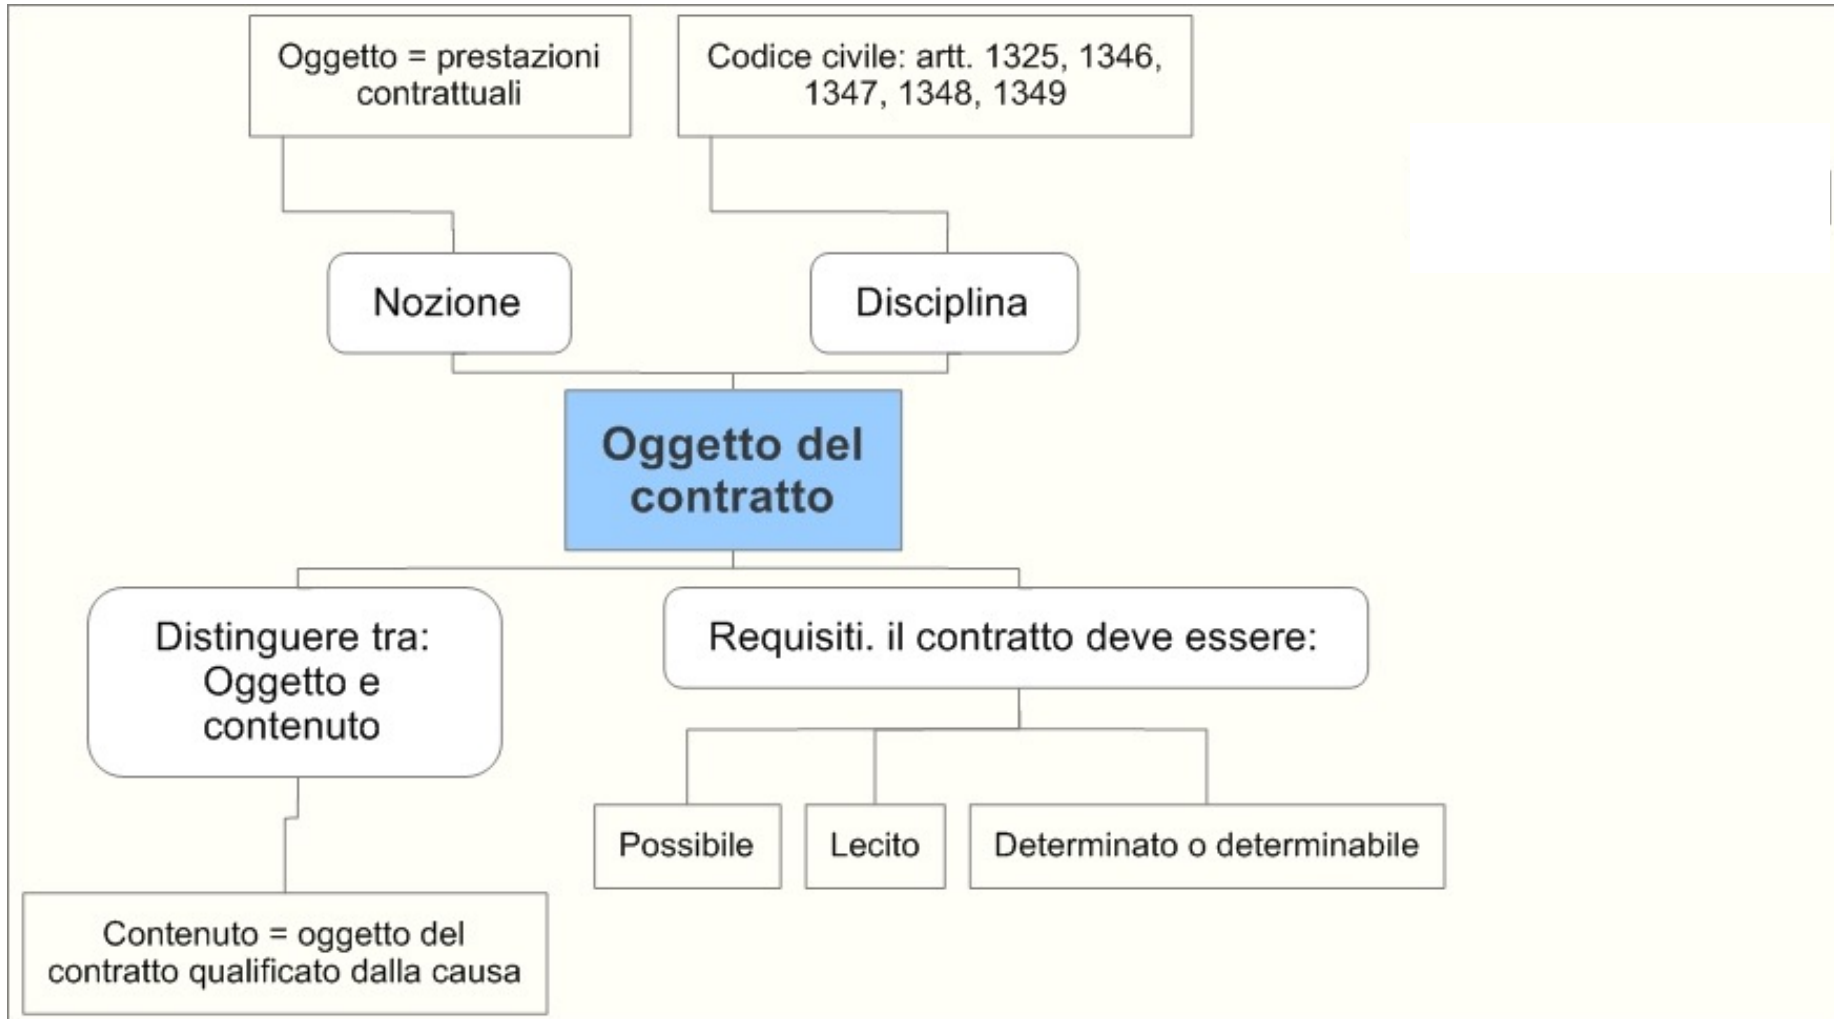 Oggetto = prestazioni
contrattuali
Codice civile: artt. 1325, 1346,
1347, 1348, 1349
Nozione
Disciplina
Oggetto del
contratto
Distinguere tra:
Oggetto e
contenuto
Requisiti. il contratto deve essere:
Possibile
Lecito
Determinato o determinabile
Contenuto = oggetto del
contratto qualificato dalla causa